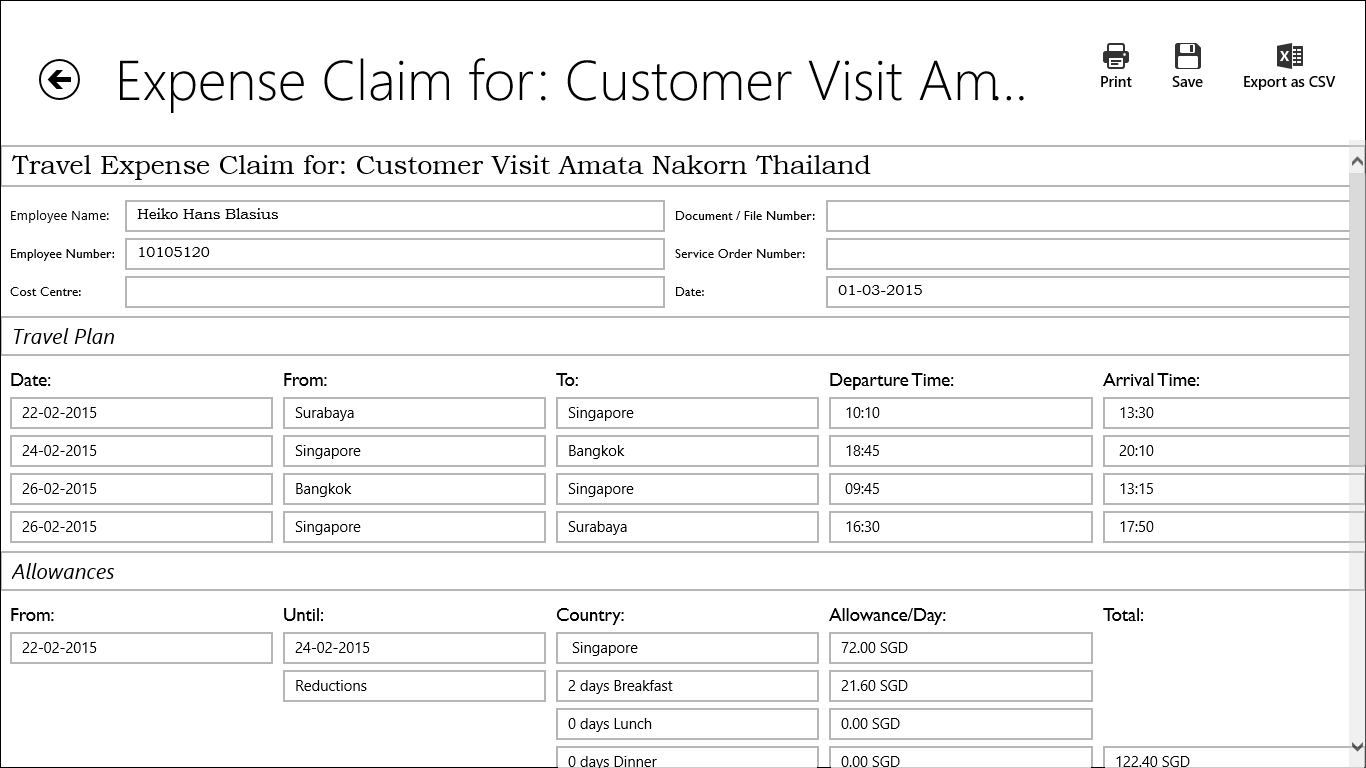 Expense Claim for: Customer Visit Am...
Print Save Export as CSV
Travel Expense Claim for: Customer Visit Amata Nakorn Thailand
Employee Name: Heiko Hans Blasius Document / File Number:
Employee Number: 10105120 Service Order Number:
Cost Centre: Date: 01-03-2015
Travel Plan
Date: From: To: Departure Time: Arrival Time:
22-02-2015 Surabaya Singapore 10:10 13:30
24-02-2015 Singapore Bangkok 18:45 20:10
26-02-2015 Bangkok Singapore 09:45 13:15
26-02-2015 Singapore Surabaya 16:30 17:50
Allowances
From: Until: Country: Allowance/Day: Total:
22-02-2015 24-02-2015 Singapore 72.00 SGD
Reductions 2 days Breakfast 21.60 SGD
0 days Lunch 0.00 SGD
0 days Dinner 0.00 SGD 122.40 SGD